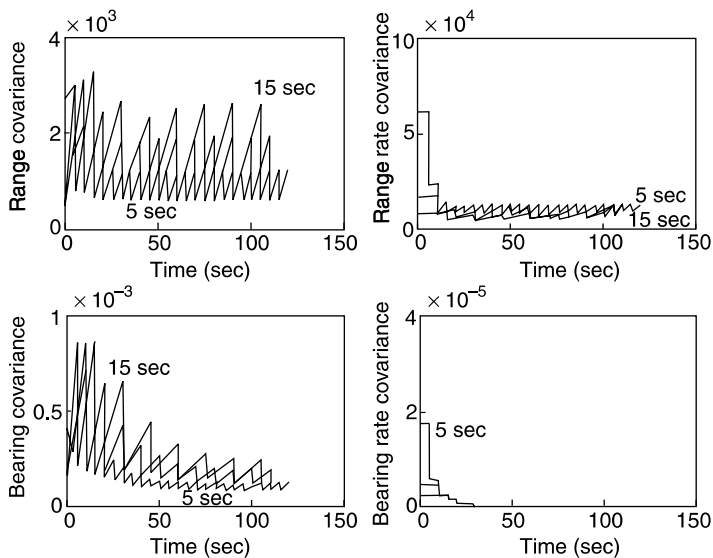 × 10³
Range covariance
4
2
0
0
50
100
150
Time (sec)
15 sec
5 sec
× 10⁴
Range rate covariance
10
5
0
0
50
100
150
Time (sec)
5 sec
15 sec
× 10⁻³
Bearing covariance
1
0.5
0
0
50
100
150
Time (sec)
15 sec
5 sec
× 10⁻⁵
Bearing rate covariance
4
2
0
0
50
100
150
Time (sec)
5 sec